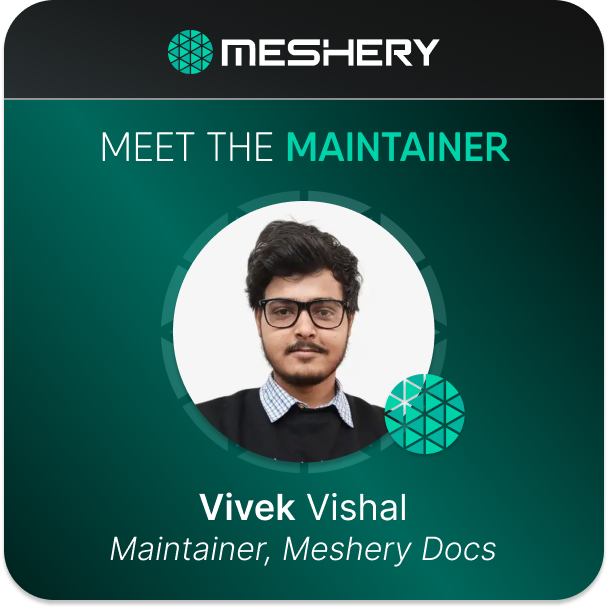 MESHERY
MEET THE MAINTAINER
Vivek Vishal
Maintainer, Meshery Docs